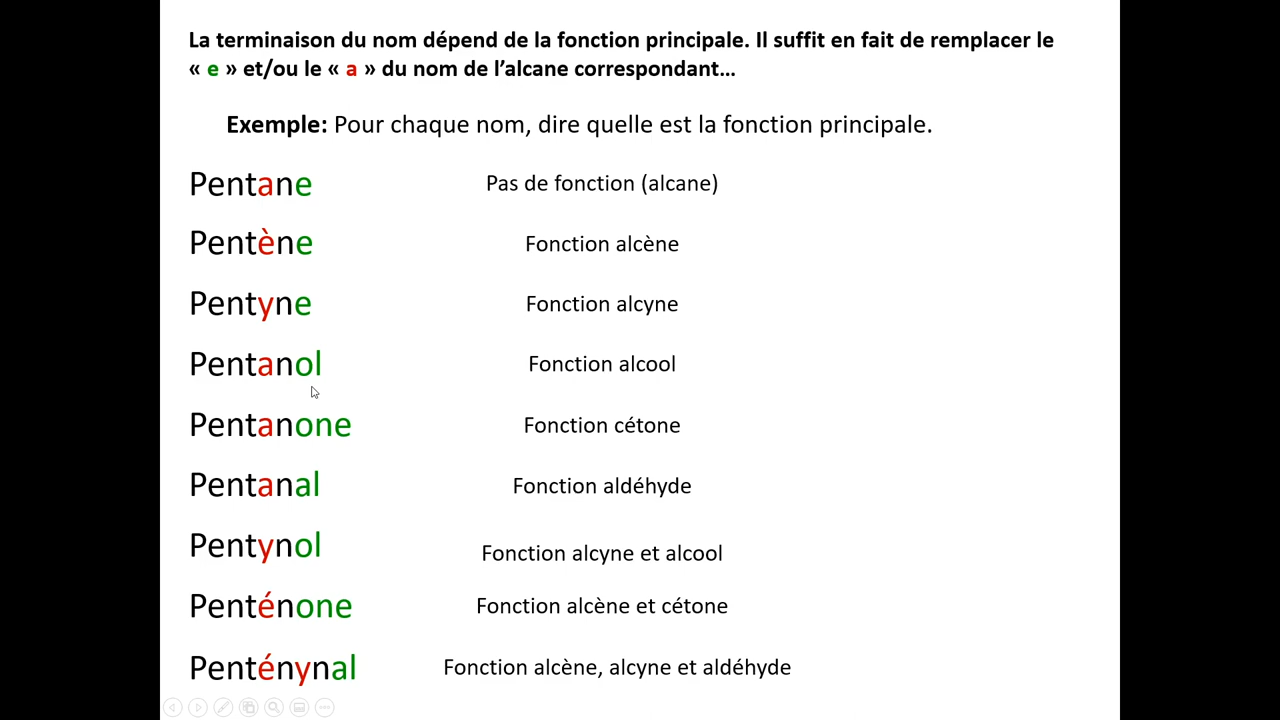 La terminaison du nom dépend de la fonction principale. Il suffit en fait de remplacer le
« e » et/ou le « a » du nom de l’alcane correspondant…
Exemple: Pour chaque nom, dire quelle est la fonction principale.
Pentane Pas de fonction (alcane)
Pentène Fonction alcène
Pentyne Fonction alcyne
Pentanol Fonction alcool
Pentanone Fonction cétone
Pentanal Fonction aldéhyde
Pentynol Fonction alcyne et alcool
Penténone Fonction alcène et cétone
Penténynal Fonction alcène, alcyne et aldéhyde